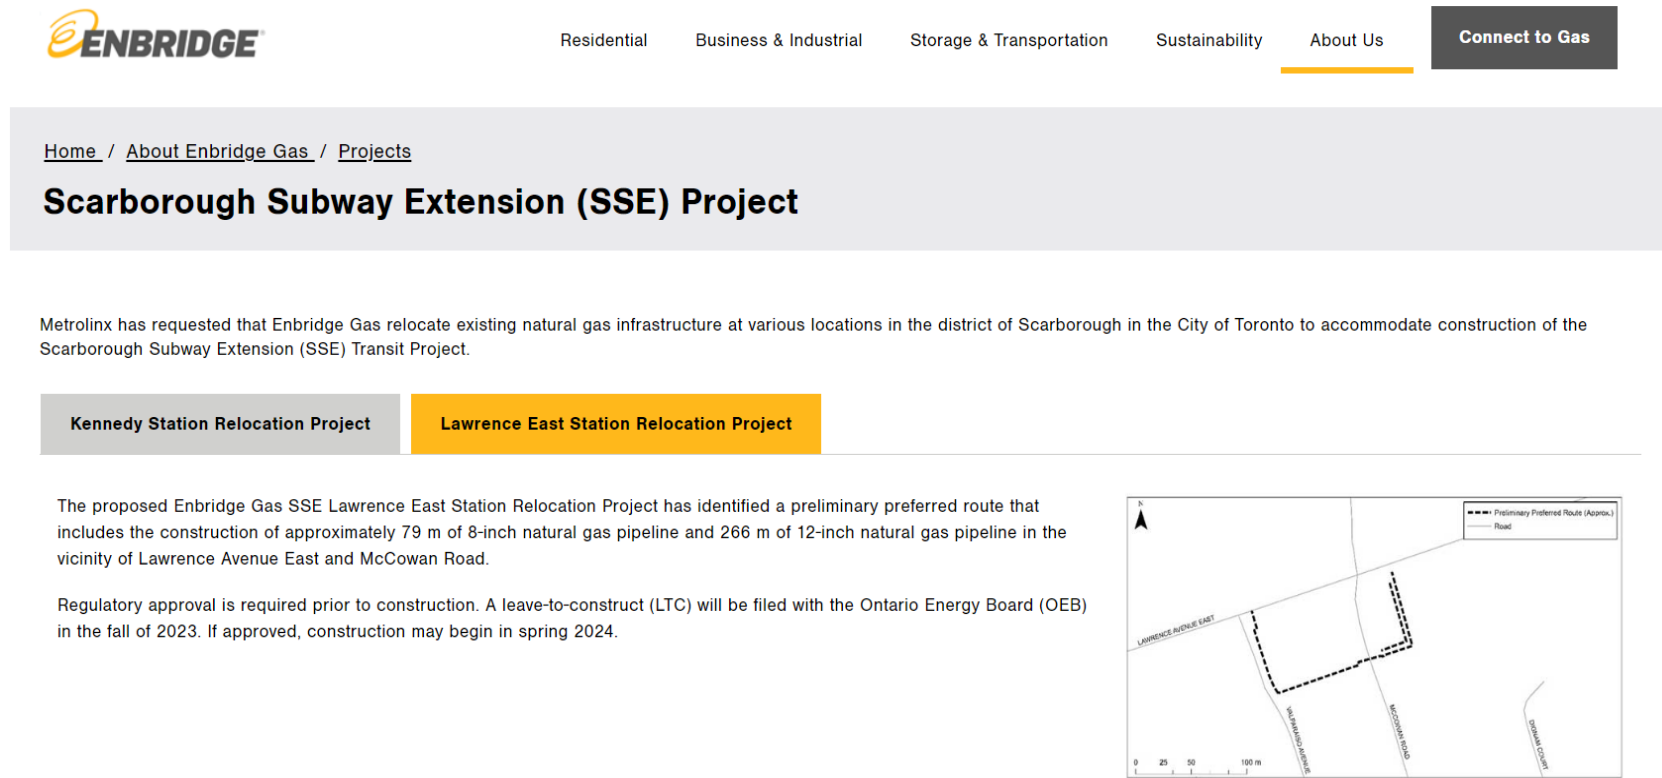 ENBRIDGE
Residential
Business & Industrial
Storage & Transportation
Sustainability
About Us
Connect to Gas
Home / About Enbridge Gas / Projects
Scarborough Subway Extension (SSE) Project
Metrolinx has requested that Enbridge Gas relocate existing natural gas infrastructure at various locations in the district of Scarborough in the City of Toronto to accommodate construction of the
Scarborough Subway Extension (SSE) Transit Project.
Kennedy Station Relocation Project
Lawrence East Station Relocation Project
The proposed Enbridge Gas SSE Lawrence East Station Relocation Project has identified a preliminary preferred route that
includes the construction of approximately 79 m of 8-inch natural gas pipeline and 266 m of 12-inch natural gas pipeline in the
vicinity of Lawrence Avenue East and McCowan Road.
Regulatory approval is required prior to construction. A leave-to-construct (LTC) will be filed with the Ontario Energy Board (OEB)
in the fall of 2023. If approved, construction may begin in spring 2024.
N
Preliminary Preferred Route (Approx.)
Road
LAWRENCE AVENUE EAST
VALPARAISO AVENUE
MCCOWAN ROAD
DIGNAM COURT
0 25 50 100 m